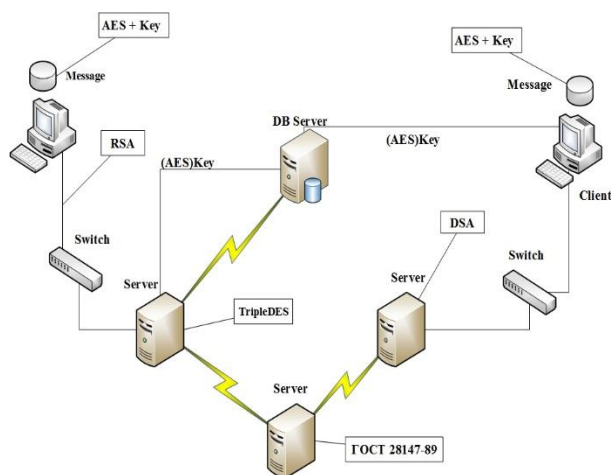 AES + Key
Message
RSA
Switch
Server
(AES)Key
DB Server
(AES)Key
AES + Key
Message
Client
DSA
Switch
Server
TripleDES
Server
ГОСТ 28147-89